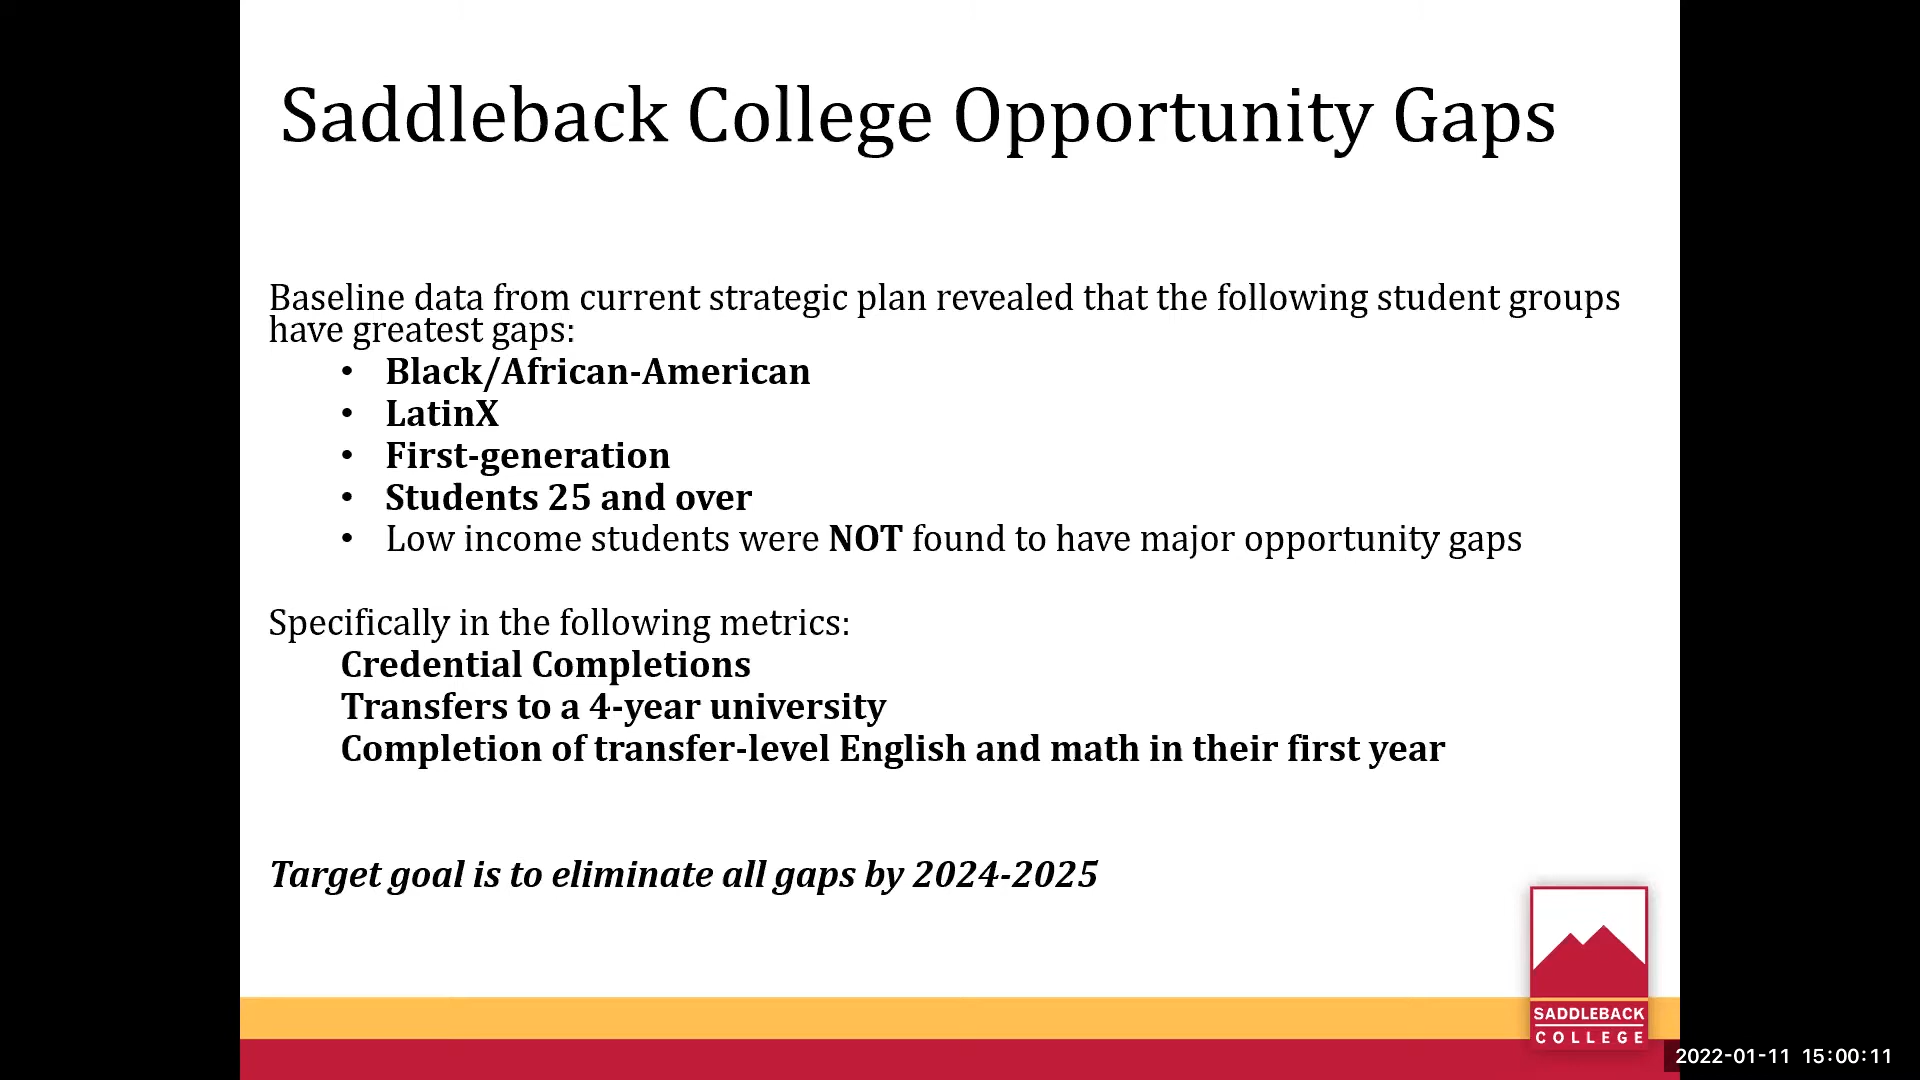 Saddleback College Opportunity Gaps
Baseline data from current strategic plan revealed that the following student groups
have greatest gaps:
• Black/African-American
• LatinX
• First-generation
• Students 25 and over
• Low income students were NOT found to have major opportunity gaps
Specifically in the following metrics:
Credential Completions
Transfers to a 4-year university
Completion of transfer-level English and math in their first year
Target goal is to eliminate all gaps by 2024-2025
SADDLEBACK
COLLEGE
2022-01-11 15:00:11